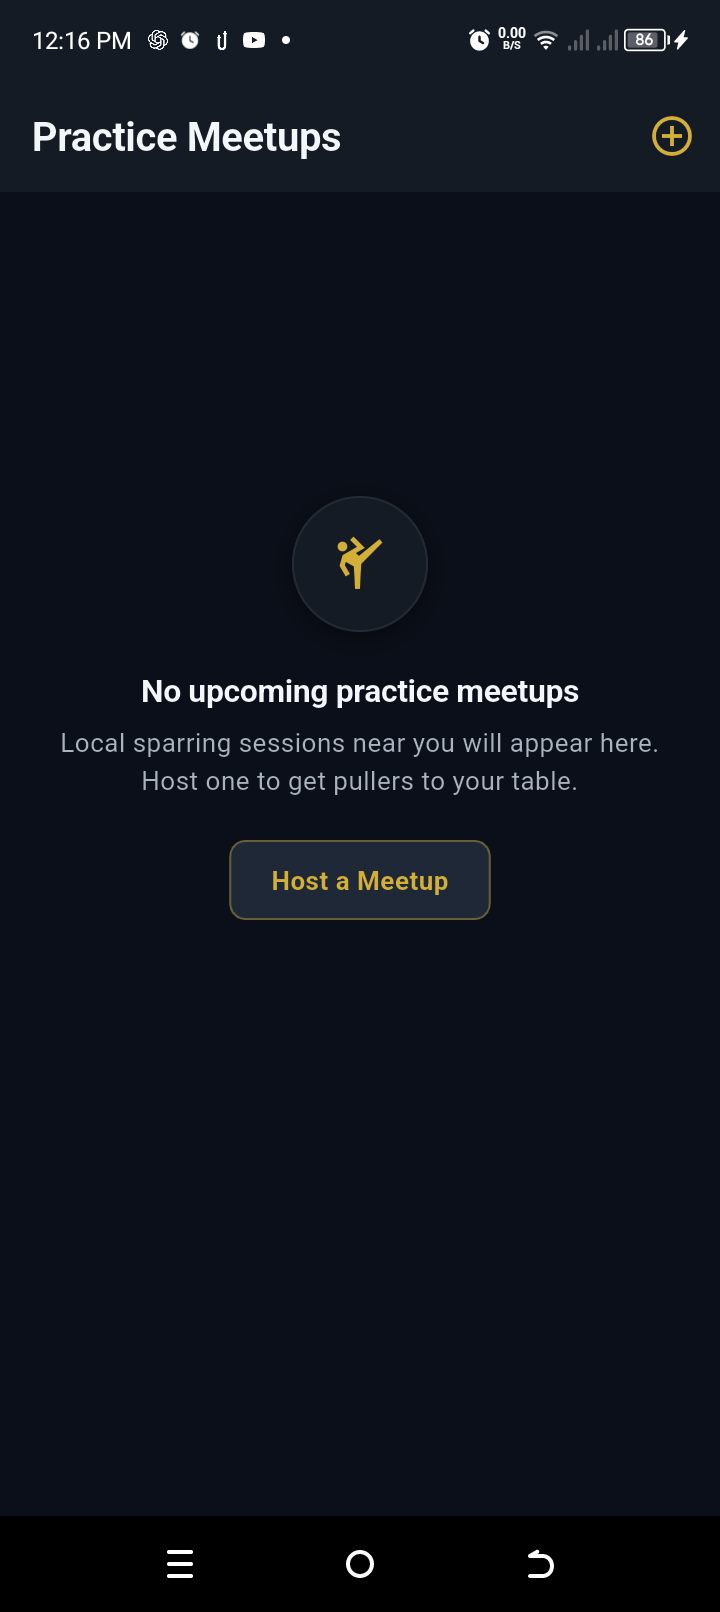 12:16 PM
0.00
B/S
86
Practice Meetups
No upcoming practice meetups
Local sparring sessions near you will appear here.
Host one to get pullers to your table.
Host a Meetup